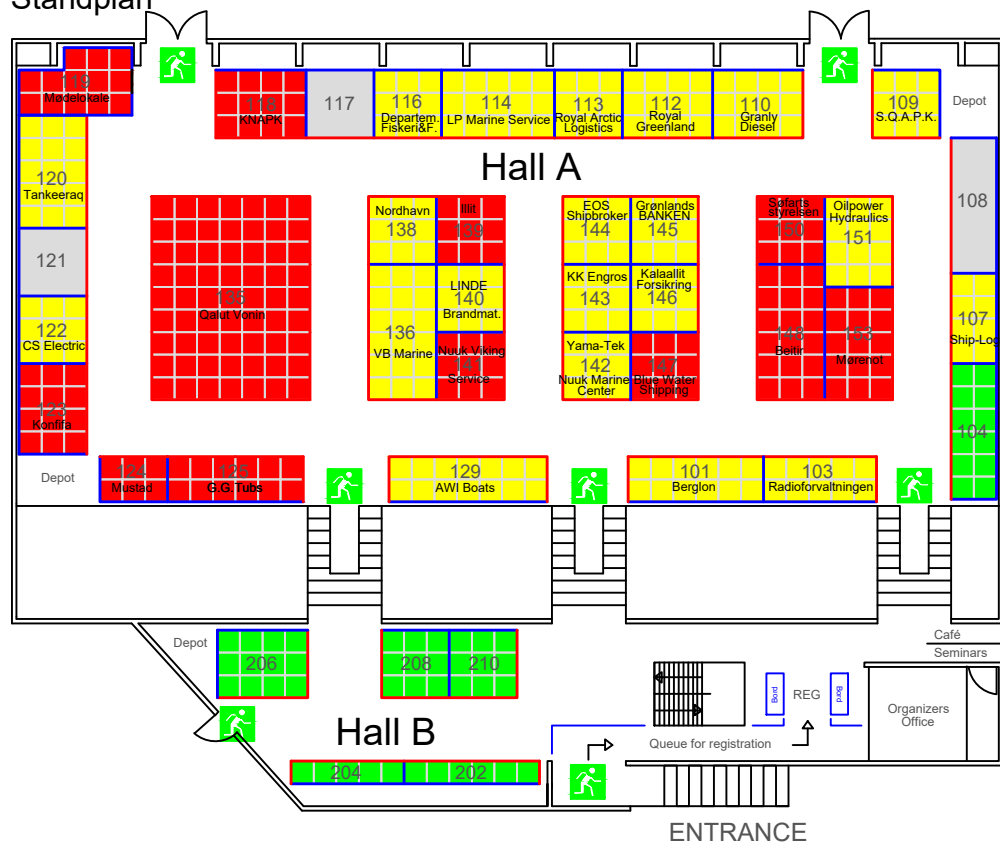 Standplan
119
Mødelokale
118
KNAPK
117
116
Departem.
Fiskeri&F.
114
LP Marine Service
113
Royal Arctic
Logistics
112
Royal
Greenland
110
Granly
Diesel
109
S.Q.A.P.K.
Depot
Hall A
120
Tankeeraq
121
122
CS Electric
123
Konfifa
135
Qalut Vonin
Nordhavn
138
Illit
139
136
VB Marine
LINDE
140
Brandmat.
Nuuk Viking
141
Service
EOS
Shipbroker
144
Grønlands
BANKEN
145
KK Engros
143
Kalaallit
Forsikring
146
Yama-Tek
142
Nuuk Marine
Center
147
Blue Water
Shipping
Søfarts
styrelsen
150
Oilpower
Hydraulics
151
148
Beitir
153
Mørenot
108
107
Ship-Log
104
Depot
124
Mustad
125
G.G.Tubs
129
AWI Boats
101
Berglon
103
Radioforvaltningen
Depot
206
208
210
Café
Seminars
Bord
REG
Bord
Organizers
Office
Hall B
Queue for registration
204
202
ENTRANCE